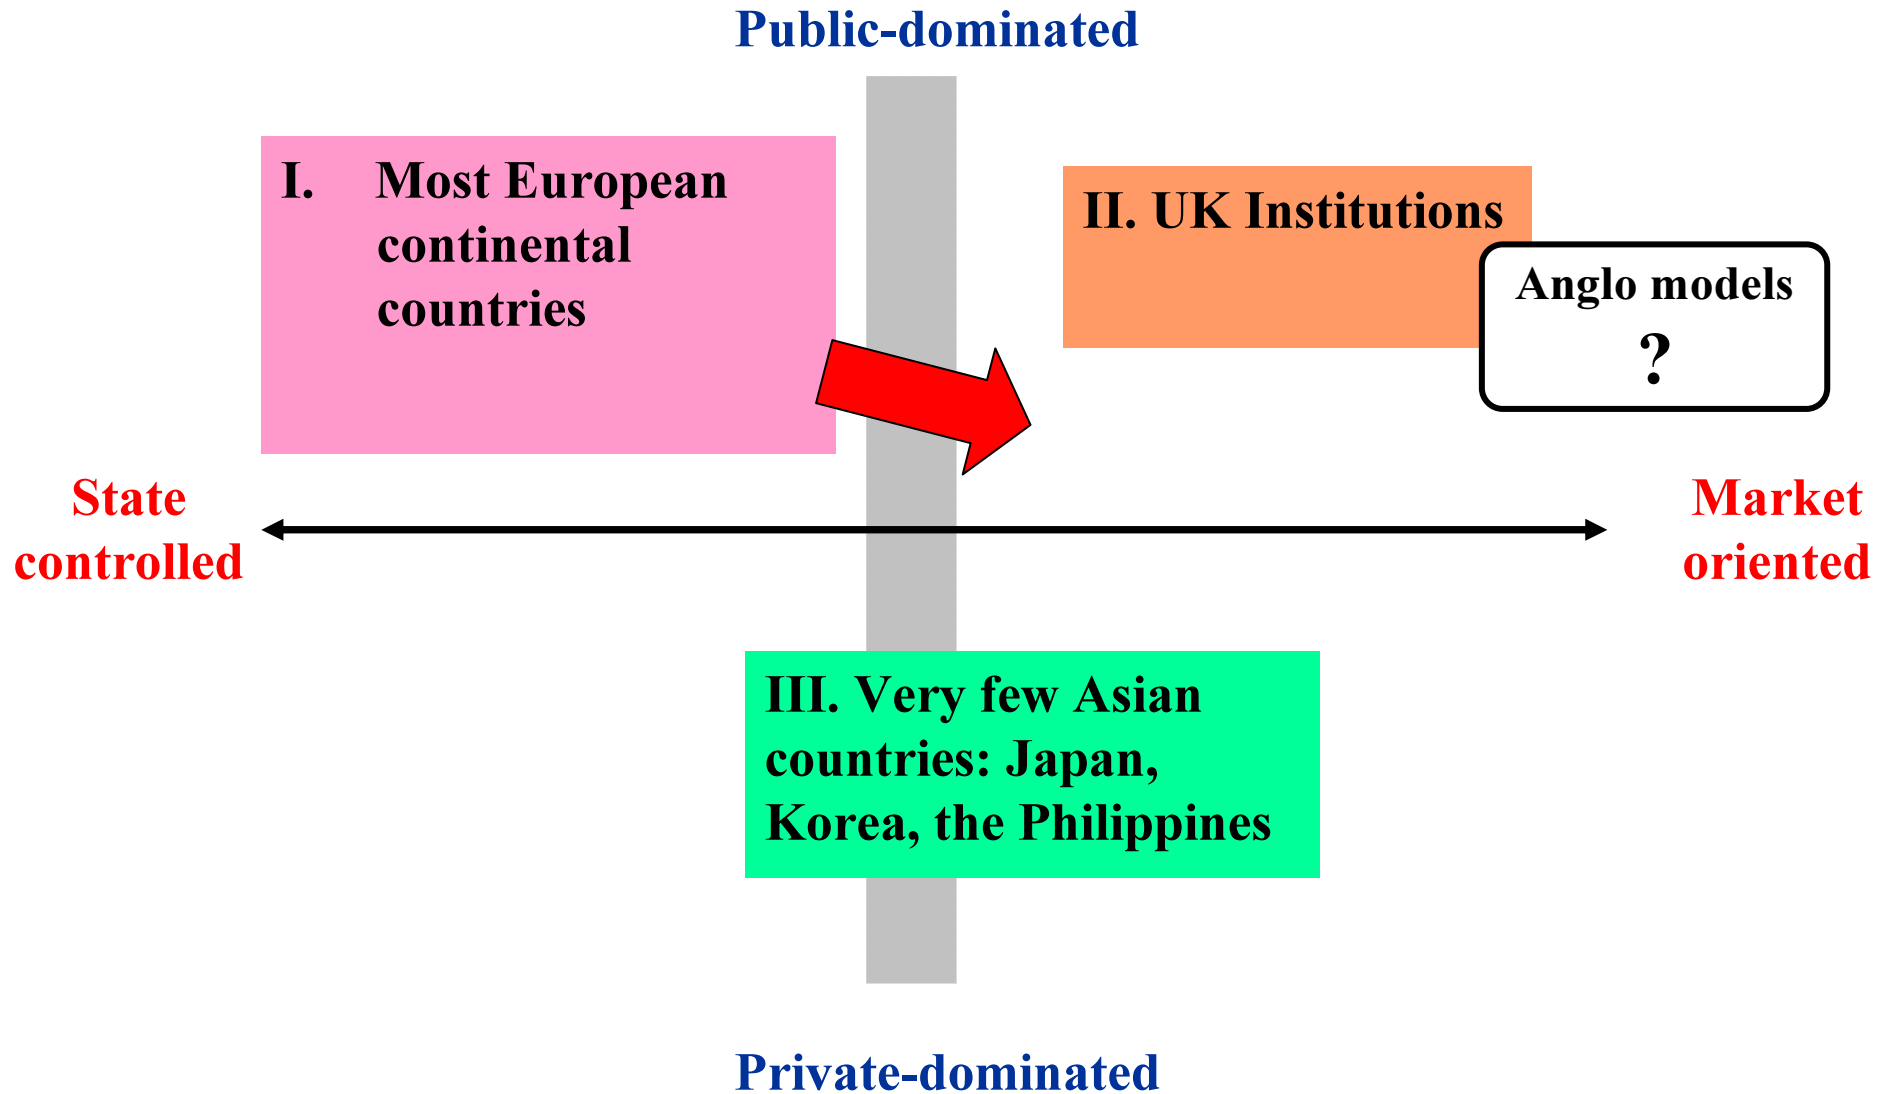 Public-dominated
I. Most European
continental
countries
II. UK Institutions
Anglo models
?
State
controlled
Market
oriented
III. Very few Asian
countries: Japan,
Korea, the Philippines
Private-dominated